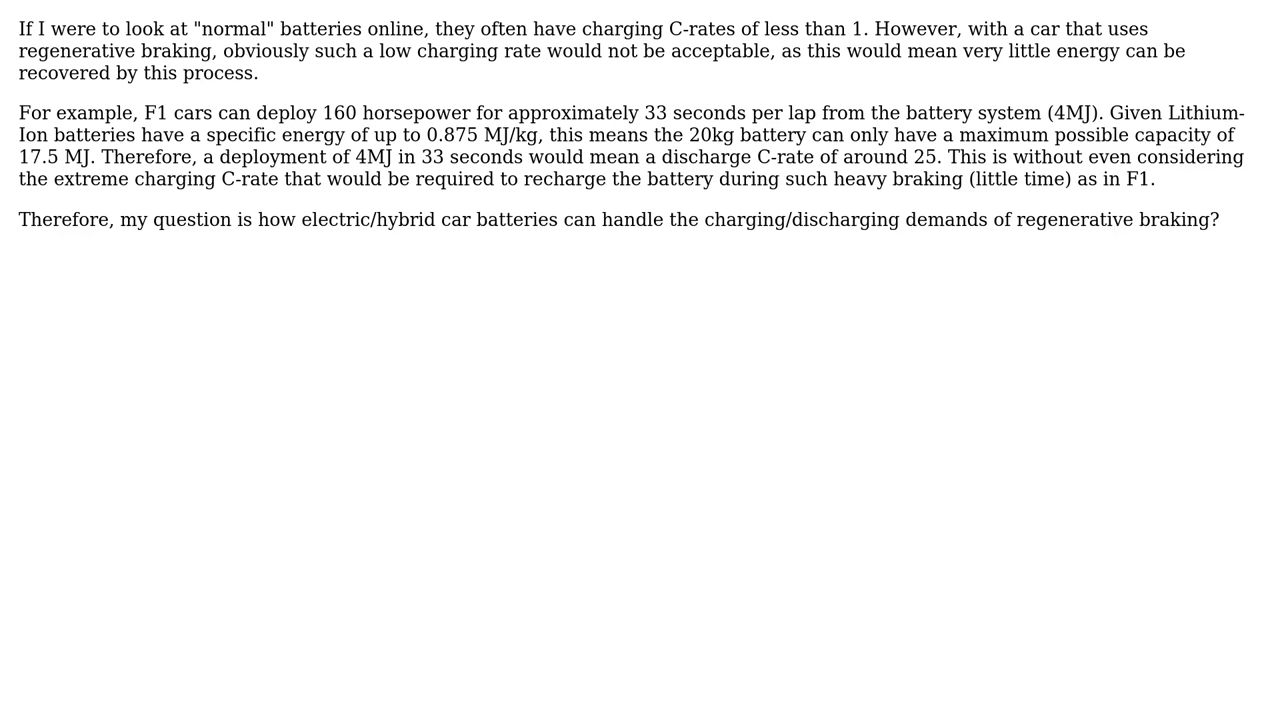 If I were to look at "normal" batteries online, they often have charging C-rates of less than 1. However, with a car that uses
regenerative braking, obviously such a low charging rate would not be acceptable, as this would mean very little energy can be
recovered by this process.
For example, F1 cars can deploy 160 horsepower for approximately 33 seconds per lap from the battery system (4MJ). Given Lithium-
Ion batteries have a specific energy of up to 0.875 MJ/kg, this means the 20kg battery can only have a maximum possible capacity of
17.5 MJ. Therefore, a deployment of 4MJ in 33 seconds would mean a discharge C-rate of around 25. This is without even considering
the extreme charging C-rate that would be required to recharge the battery during such heavy braking (little time) as in F1.
Therefore, my question is how electric/hybrid car batteries can handle the charging/discharging demands of regenerative braking?